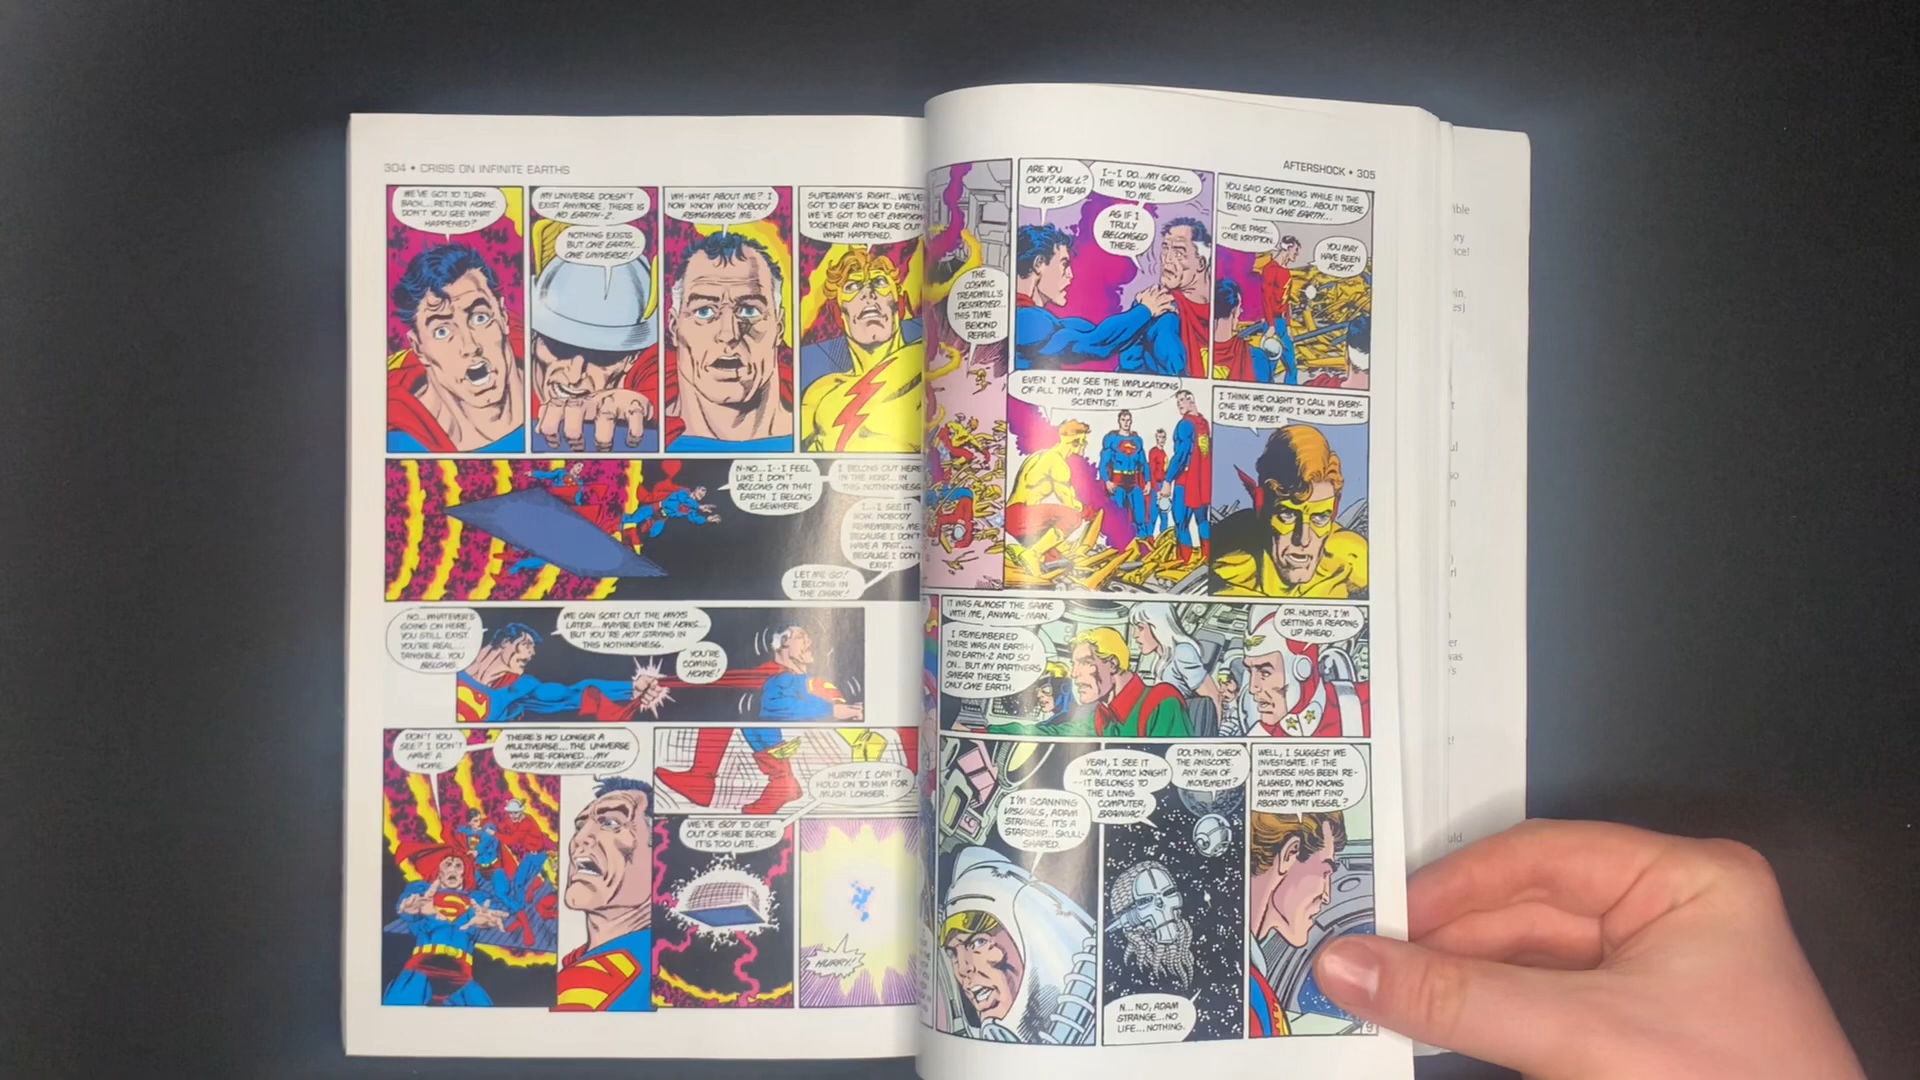 304 • CRISIS ON INFINITE EARTHS
WE'VE GOT TO TURN
BACK... RETURN HOME.
DON'T YOU SEE WHAT
HAPPENED?
MY UNIVERSE DOESN'T
EXIST ANYMORE. THERE IS
NO EARTH-2.
NOTHING EXISTS
BUT ONE EARTH...
ONE UNIVERSE!
WH-WHAT ABOUT ME? I
NOW KNOW WHY NOBODY
REMEMBERS ME.
SUPERMAN'S RIGHT... WE'VE
GOT TO GET BACK TO EARTH.
WE'VE GOT TO GET EVERYONE
TOGETHER AND FIGURE OUT
WHAT HAPPENED.
N-NO... I--I FEEL
LIKE I DON'T
BELONG ON THAT
EARTH. I BELONG
ELSEWHERE.
I BELONG OUT HERE
IN THE VOID... IN
THIS NOTHINGNESS.
I... I SEE IT
NOW. NOBODY
REMEMBERS ME
BECAUSE I DON'T
HAVE A PAST...
BECAUSE I DON'T
EXIST.
LET ME GO!
I BELONG IN
THE DARK!
NO... WHATEVER'S
GOING ON HERE,
YOU STILL EXIST.
YOU'RE REAL...
TANGIBLE. YOU
BELONG.
WE CAN SORT OUT THE WHYS
LATER... MAYBE EVEN THE HOWS...
BUT YOU'RE NOT STAYING IN
THIS NOTHINGNESS.
YOU'RE
COMING
HOME!
DON'T YOU
SEE? I DON'T
HAVE A
HOME.
THERE'S NO LONGER A
MULTIVERSE... THE UNIVERSE
WAS RE-FORMED... MY
KRYPTON NEVER EXISTED!
HURRY! I CAN'T
HOLD ON TO HIM FOR
MUCH LONGER.
WE'VE GOT TO GET
OUT OF HERE BEFORE
IT'S TOO LATE.
HURRY!
AFTERSHOCK • 305
THE
COSMIC
TREADMILL'S
DESTROYED...
THIS TIME
BEYOND
REPAIR.
ARE YOU
OKAY? KAL-L?
DO YOU HEAR
ME?
I--I DO... MY GOD...
THE VOID WAS CALLING
TO ME.
AS IF I
TRULY
BELONGED
THERE.
YOU SAID SOMETHING WHILE IN THE
THRALL OF THAT VOID... ABOUT THERE
BEING ONLY ONE EARTH...
...ONE PAST...
ONE KRYPTON.
YOU MAY
HAVE BEEN
RIGHT.
EVEN I CAN SEE THE IMPLICATIONS
OF ALL THAT, AND I'M NOT A
SCIENTIST.
I THINK WE OUGHT TO CALL IN EVERY-
ONE WE KNOW. AND I KNOW JUST THE
PLACE TO MEET.
IT WAS ALMOST THE SAME
WITH ME, ANIMAL-MAN.
I REMEMBERED
THERE WAS AN EARTH-1
AND EARTH-2 AND SO
ON... BUT MY PARTNERS
SWEAR THERE'S
ONLY ONE EARTH.
DR. HUNTER, I'M
GETTING A READING
UP AHEAD.
I'M SCANNING
VISUALS, ADAM
STRANGE. IT'S A
STARSHIP... SKULL-
SHAPED.
YEAH, I SEE IT
NOW, ATOMIC KNIGHT
--IT BELONGS TO
THE LIVING
COMPUTER,
BRAINIAC!
DOLPHIN, CHECK
THE ANISCOPE.
ANY SIGN OF
MOVEMENT?
N... NO, ADAM
STRANGE... NO
LIFE... NOTHING.
WELL, I SUGGEST WE
INVESTIGATE. IF THE
UNIVERSE HAS BEEN RE-
ALIGNED, WHO KNOWS
WHAT WE MIGHT FIND
ABOARD THAT VESSEL?
9